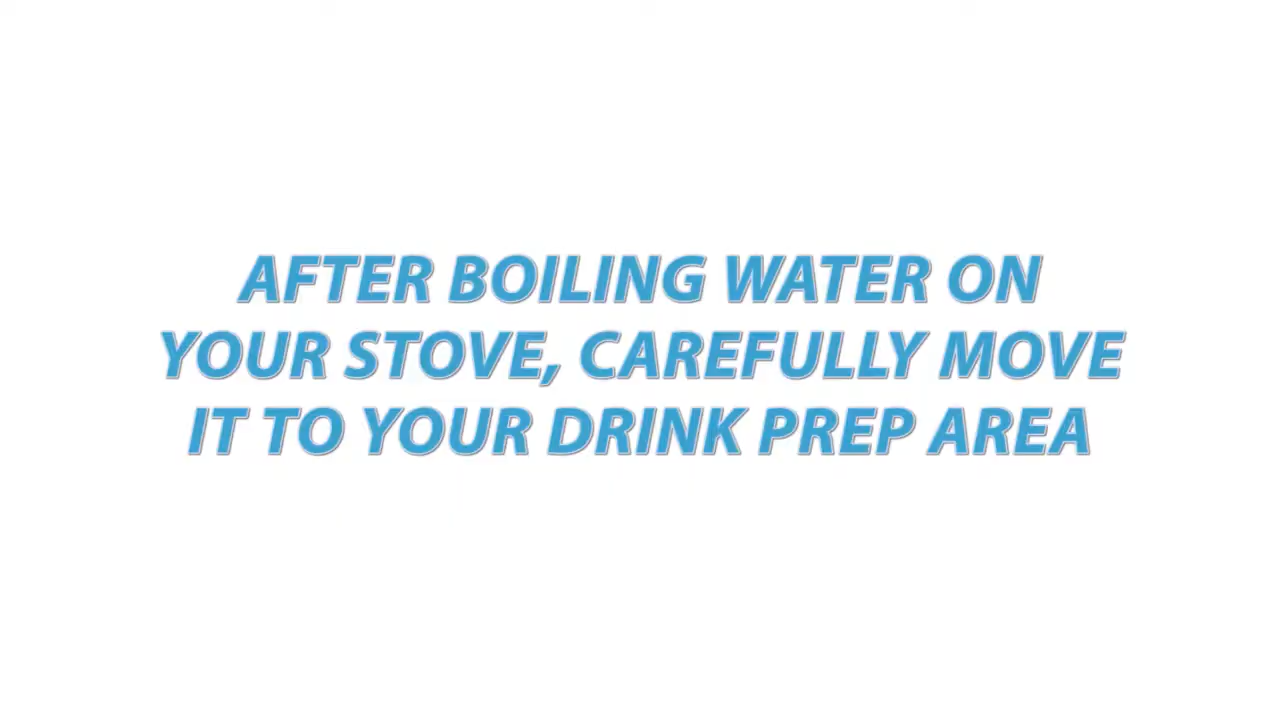 AFTER BOILING WATER ON
YOUR STOVE, CAREFULLY MOVE
IT TO YOUR DRINK PREP AREA